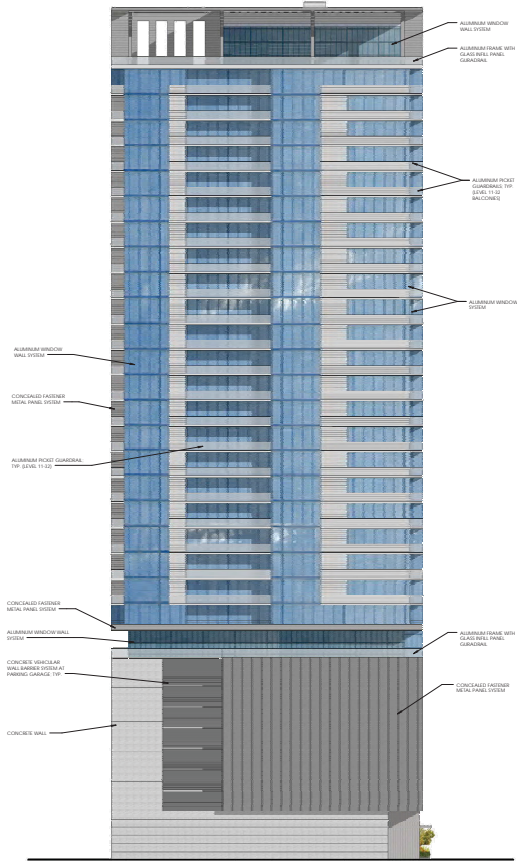 ALUMINUM WINDOW
WALL SYSTEM
ALUMINUM FRAME WITH
GLASS INFILL PANEL
GURADRAIL
ALUMINUM PICKET
GUARDRAILS, TYP.
(LEVEL 11-32
BALCONIES)
ALUMINUM WINDOW
SYSTEM
ALUMINUM WINDOW
WALL SYSTEM
CONCEALED FASTENER
METAL PANEL SYSTEM
ALUMINUM PICKET GUARDRAIL
TYP. (LEVEL 11-32)
CONCEALED FASTENER
METAL PANEL SYSTEM
ALUMINUM WINDOW WALL
SYSTEM
CONCRETE VEHICULAR
WALL BARRIER SYSTEM AT
PARKING GARAGE TYP.
CONCRETE WALL
ALUMINUM FRAME WITH
GLASS INFILL PANEL
GURADRAIL
CONCEALED FASTENER
METAL PANEL SYSTEM